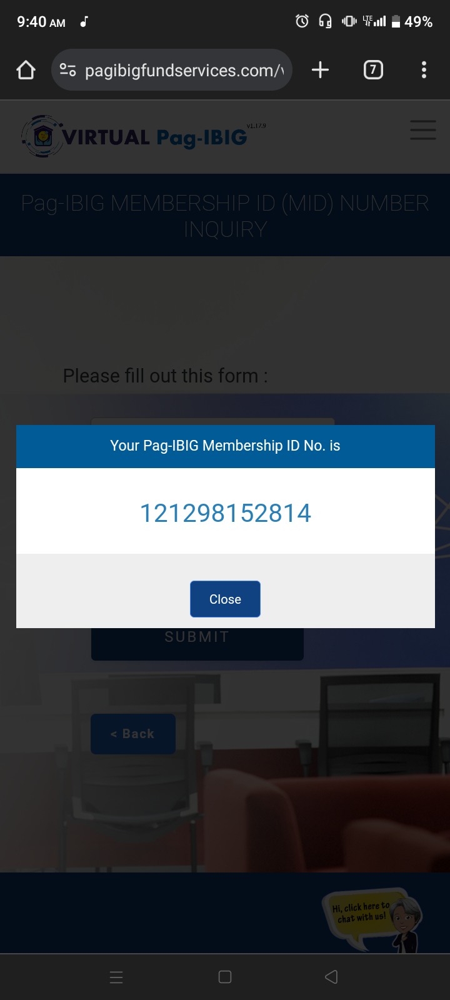 9:40 AM
LTE 49%
pagibigfundservices.com/
7
VIRTUAL Pag-IBIG v1.17.9
Pag-IBIG MEMBERSHIP ID (MID) NUMBER
INQUIRY
Please fill out this form :
Your Pag-IBIG Membership ID No. is
121298152814
Close
SUBMIT
< Back
Hi, click here to
chat with us!